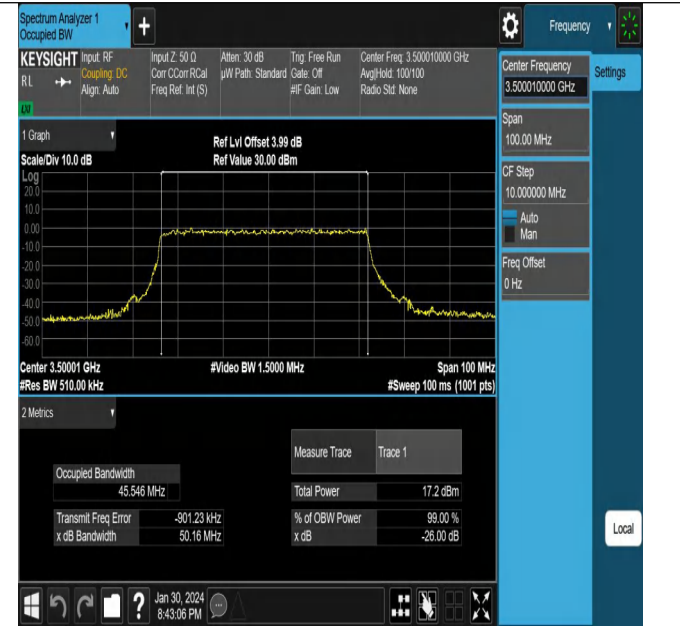 Spectrum Analyzer 1
Occupied BW
Frequency
KEYSIGHT
RL
LXI
Input: RF
Coupling: DC
Align: Auto
Input Z: 50 Ω
Corr CCorr RCal
Freq Ref: Int (S)
Atten: 30 dB
µW Path: Standard
Trig: Free Run
Gate: Off
#IF Gain: Low
Center Freq: 3.500010000 GHz
Avg|Hold: 100/100
Radio Std: None
Center Frequency
3.500010000 GHz
Settings
Span
100.00 MHz
CF Step
10.000000 MHz
Auto
Man
Freq Offset
0 Hz
Local
1 Graph
Scale/Div 10.0 dB
Ref Lvl Offset 3.99 dB
Ref Value 30.00 dBm
Log
20.0
10.0
0.00
-10.0
-20.0
-30.0
-40.0
-50.0
-60.0
Center 3.50001 GHz
#Video BW 1.5000 MHz
Span 100 MHz
#Res BW 510.00 kHz
#Sweep 100 ms (1001 pts)
2 Metrics
Measure Trace
Trace 1
Occupied Bandwidth
45.546 MHz
Total Power
17.2 dBm
Transmit Freq Error
-901.23 kHz
% of OBW Power
99.00 %
x dB Bandwidth
50.16 MHz
x dB
-26.00 dB
Jan 30, 2024
8:43:06 PM